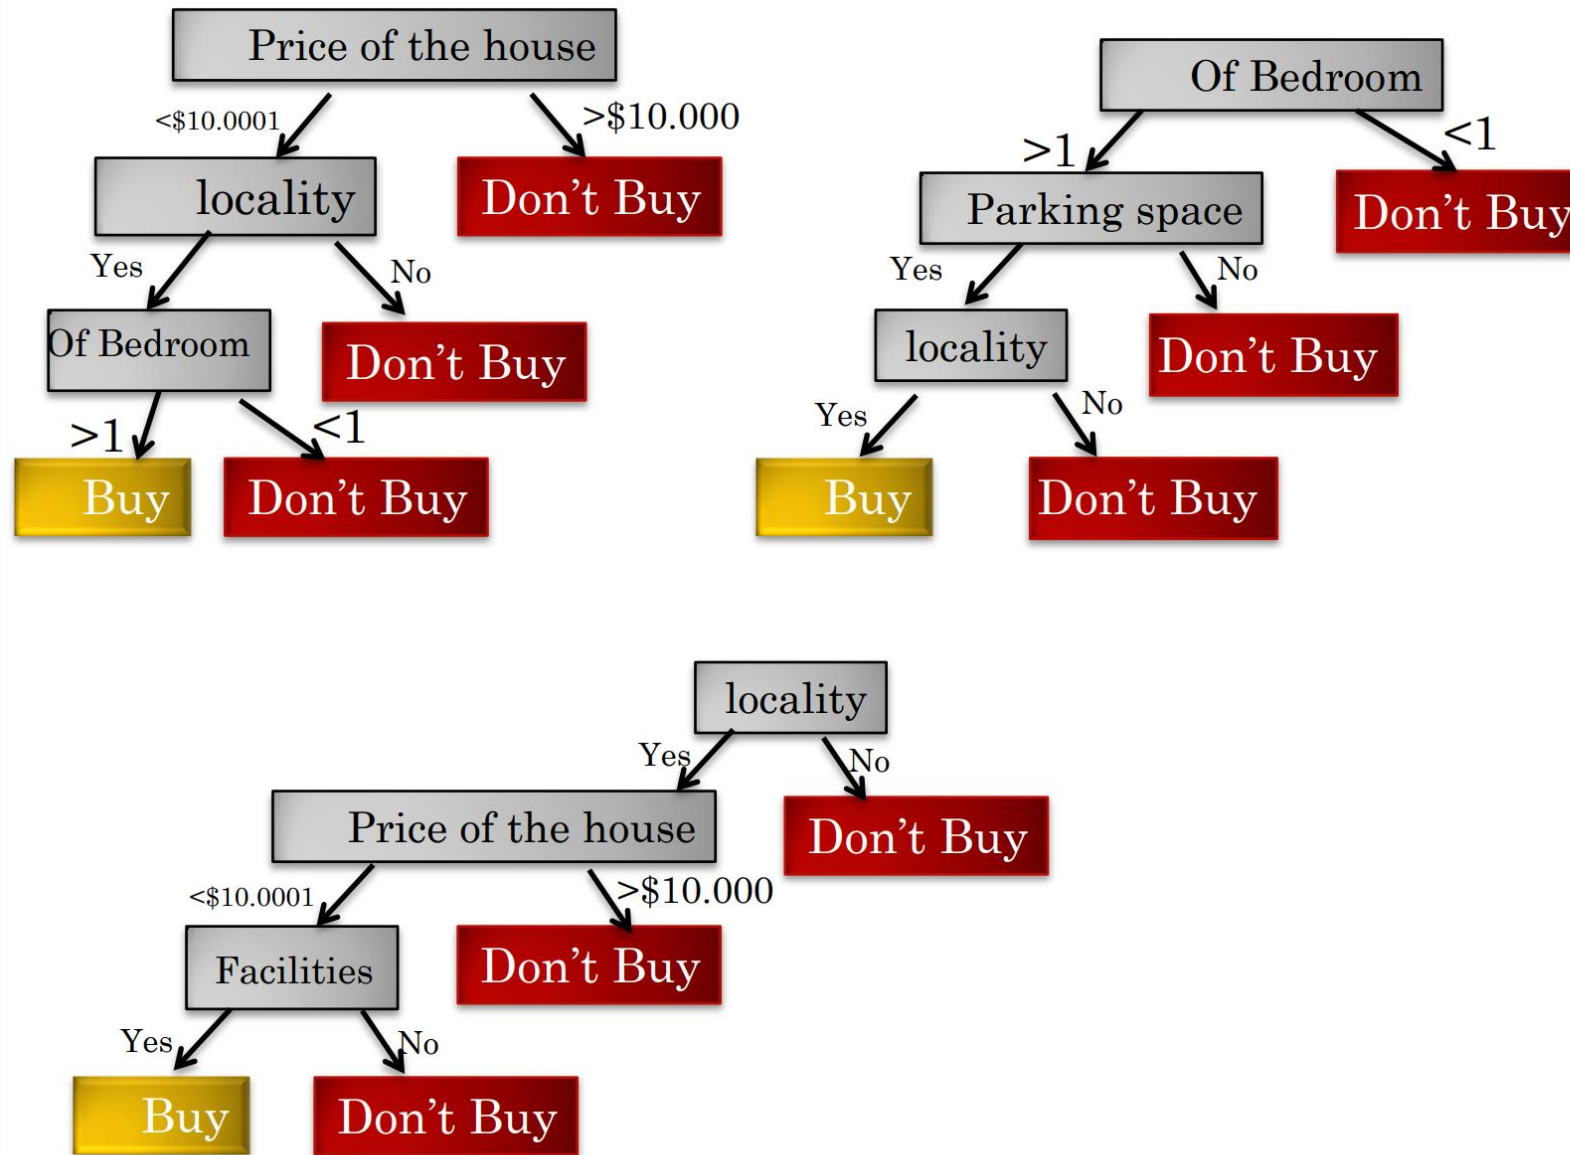 Price of the house
<$10.0001
>$10.000
locality
Don't Buy
Yes
No
Of Bedroom
Don't Buy
>1
<1
Buy
Don't Buy
Of Bedroom
>1
<1
Parking space
Don't Buy
Yes
No
locality
Don't Buy
Yes
No
Buy
Don't Buy
locality
Yes
No
Price of the house
Don't Buy
<$10.0001
>$10.000
Facilities
Don't Buy
Yes
No
Buy
Don't Buy